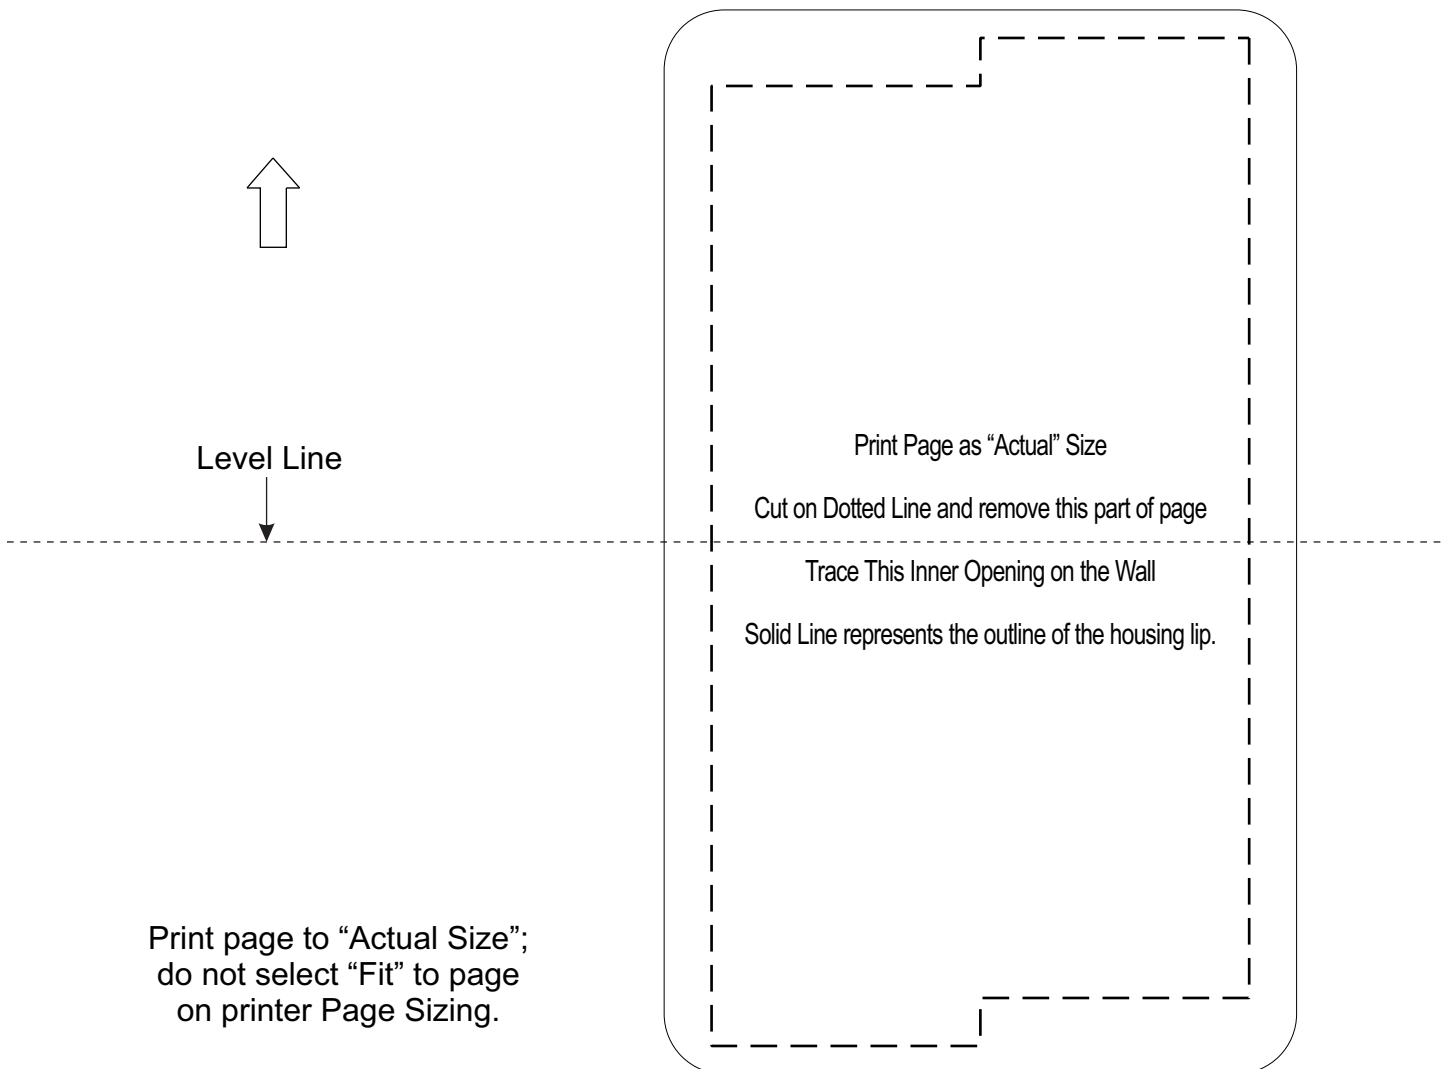 Level Line
Print Page as “Actual” Size
Cut on Dotted Line and remove this part of page
Trace This Inner Opening on the Wall
Solid Line represents the outline of the housing lip.
Print page to “Actual Size”;
do not select “Fit” to page
on printer Page Sizing.